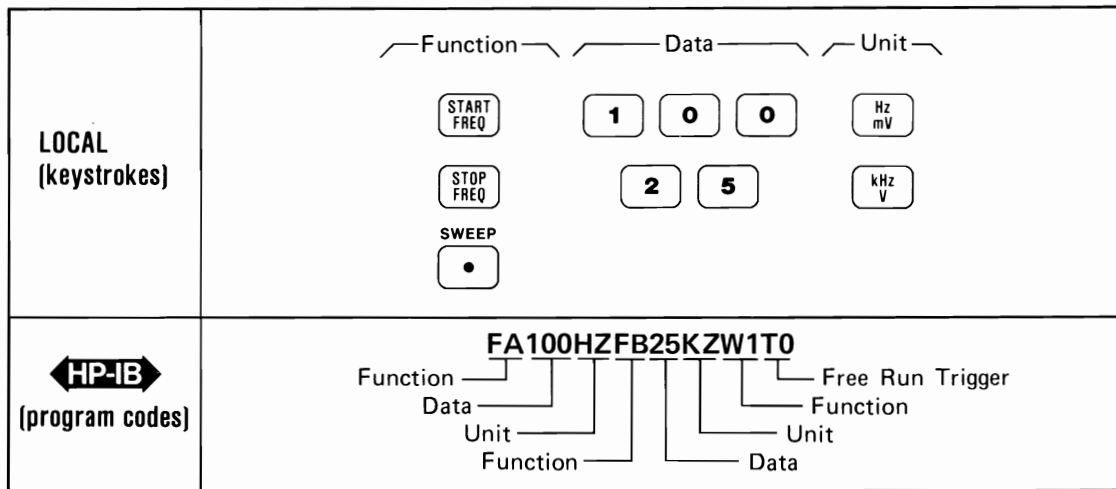 Function Data Unit
LOCAL
(keystrokes)
START
FREQ
1 0 0
Hz
mV
STOP
FREQ
2 5
kHz
V
SWEEP
HP-IB
(program codes)
FA100HZFB25KZW1T0
Function Free Run Trigger
Data Function
Unit Unit
Function Data